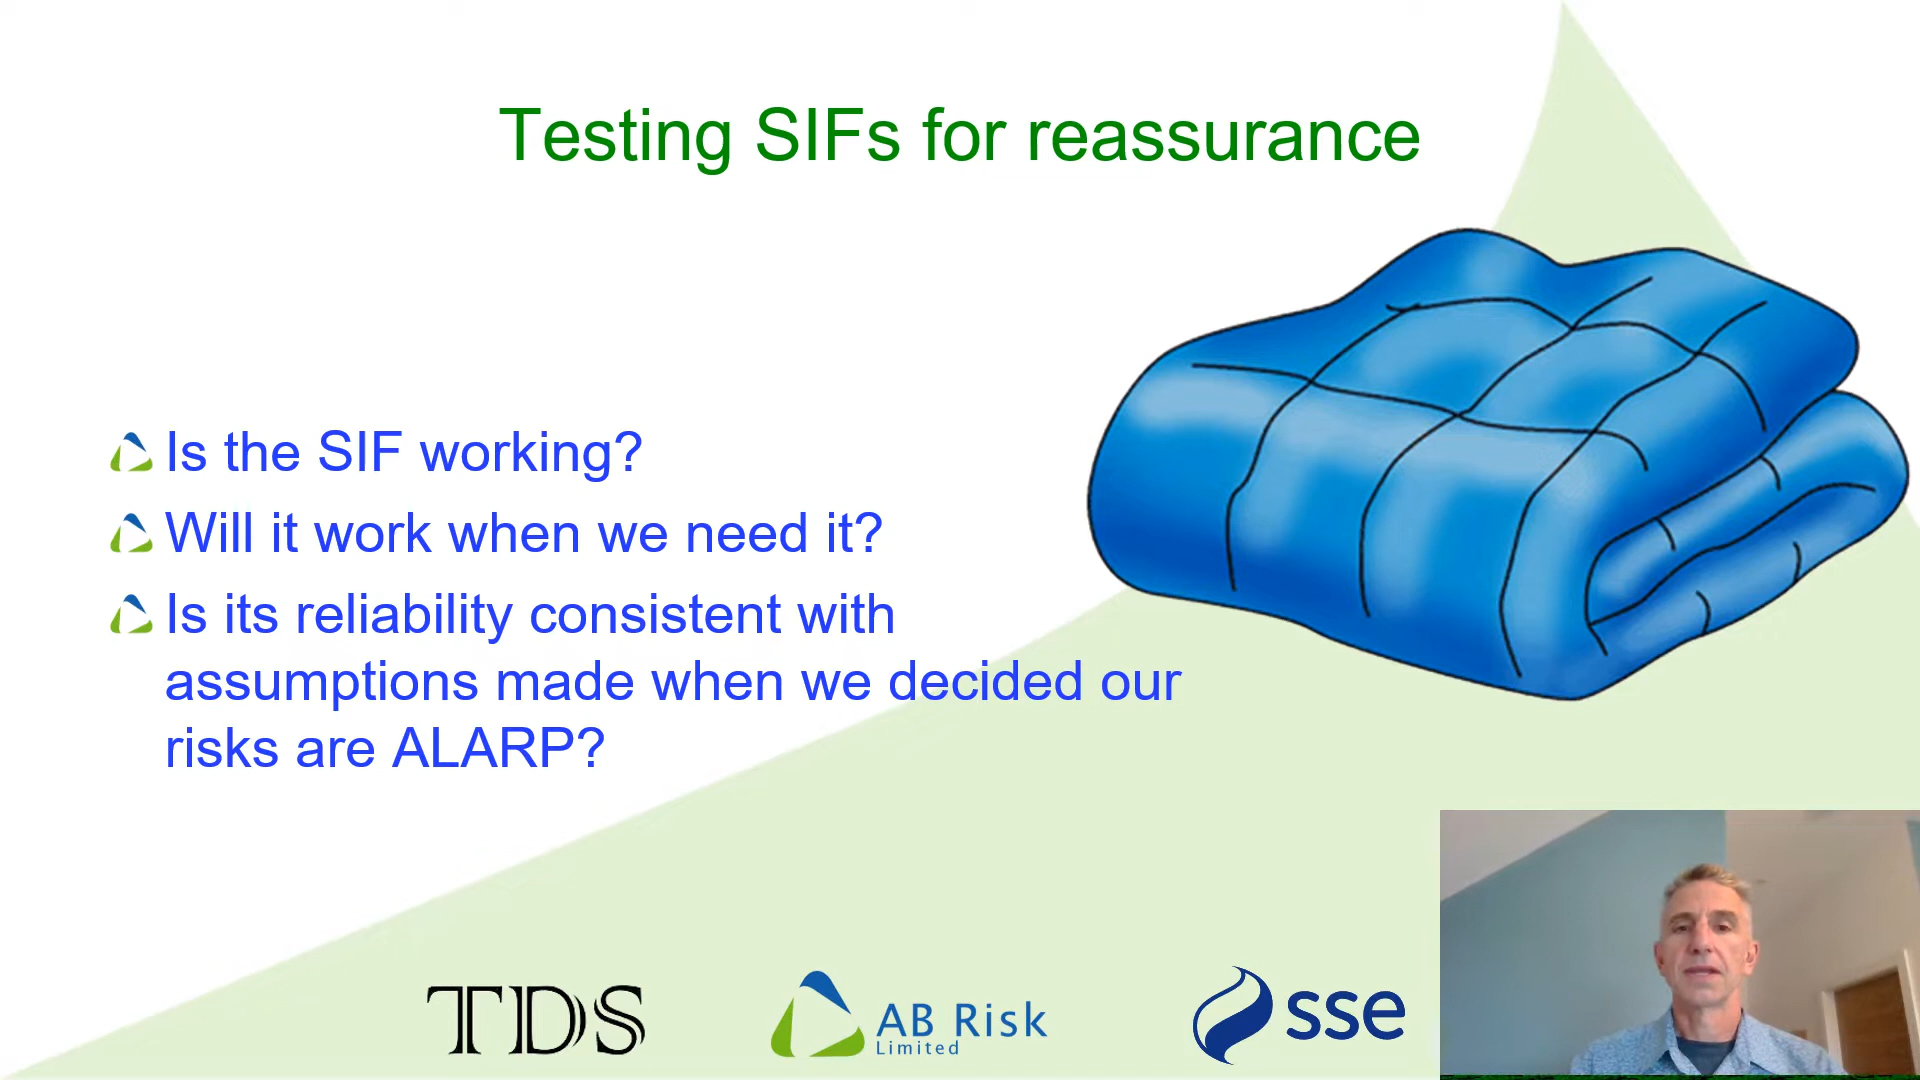 Testing SIFs for reassurance
Is the SIF working?
Will it work when we need it?
Is its reliability consistent with
assumptions made when we decided our
risks are ALARP?
TDS
AB Risk
Limited
sse